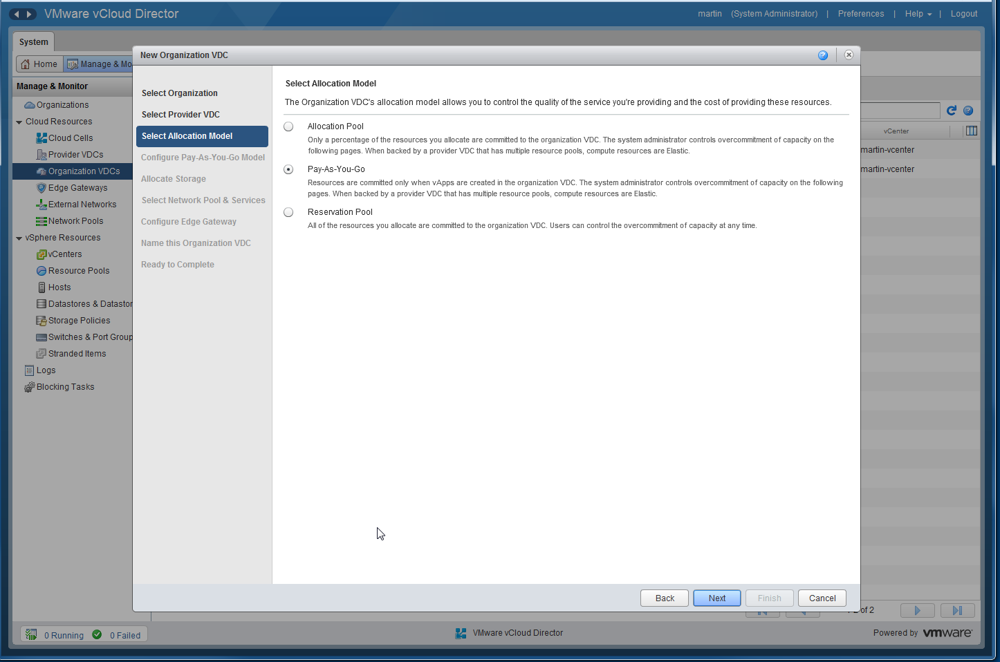 VMware vCloud Director
martin (System Administrator) | Preferences | Help | Logout
System
Home
Manage & Mo
Manage & Monitor
Organizations
Cloud Resources
Cloud Cells
Provider VDCs
Organization VDCs
Edge Gateways
External Networks
Network Pools
vSphere Resources
vCenters
Resource Pools
Hosts
Datastores & Datastor
Storage Policies
Switches & Port Group
Stranded Items
Logs
Blocking Tasks
New Organization VDC
Select Organization
Select Provider VDC
Select Allocation Model
Configure Pay-As-You-Go Model
Allocate Storage
Select Network Pool & Services
Configure Edge Gateway
Name this Organization VDC
Ready to Complete
Select Allocation Model
The Organization VDC's allocation model allows you to control the quality of the service you're providing and the cost of providing these resources.
Allocation Pool
Only a percentage of the resources you allocate are committed to the organization VDC. The system administrator controls overcommitment of capacity on the
following pages. When backed by a provider VDC that has multiple resource pools, compute resources are Elastic.
Pay-As-You-Go
Resources are committed only when vApps are created in the organization VDC. The system administrator controls overcommitment of capacity on the following
pages. When backed by a provider VDC that has multiple resource pools, compute resources are Elastic.
Reservation Pool
All of the resources you allocate are committed to the organization VDC. Users can control the overcommitment of capacity at any time.
Back
Next
Finish
Cancel
vCenter
martin-vcenter
martin-vcenter
of 2
0 Running
0 Failed
VMware vCloud Director
Powered by vmware